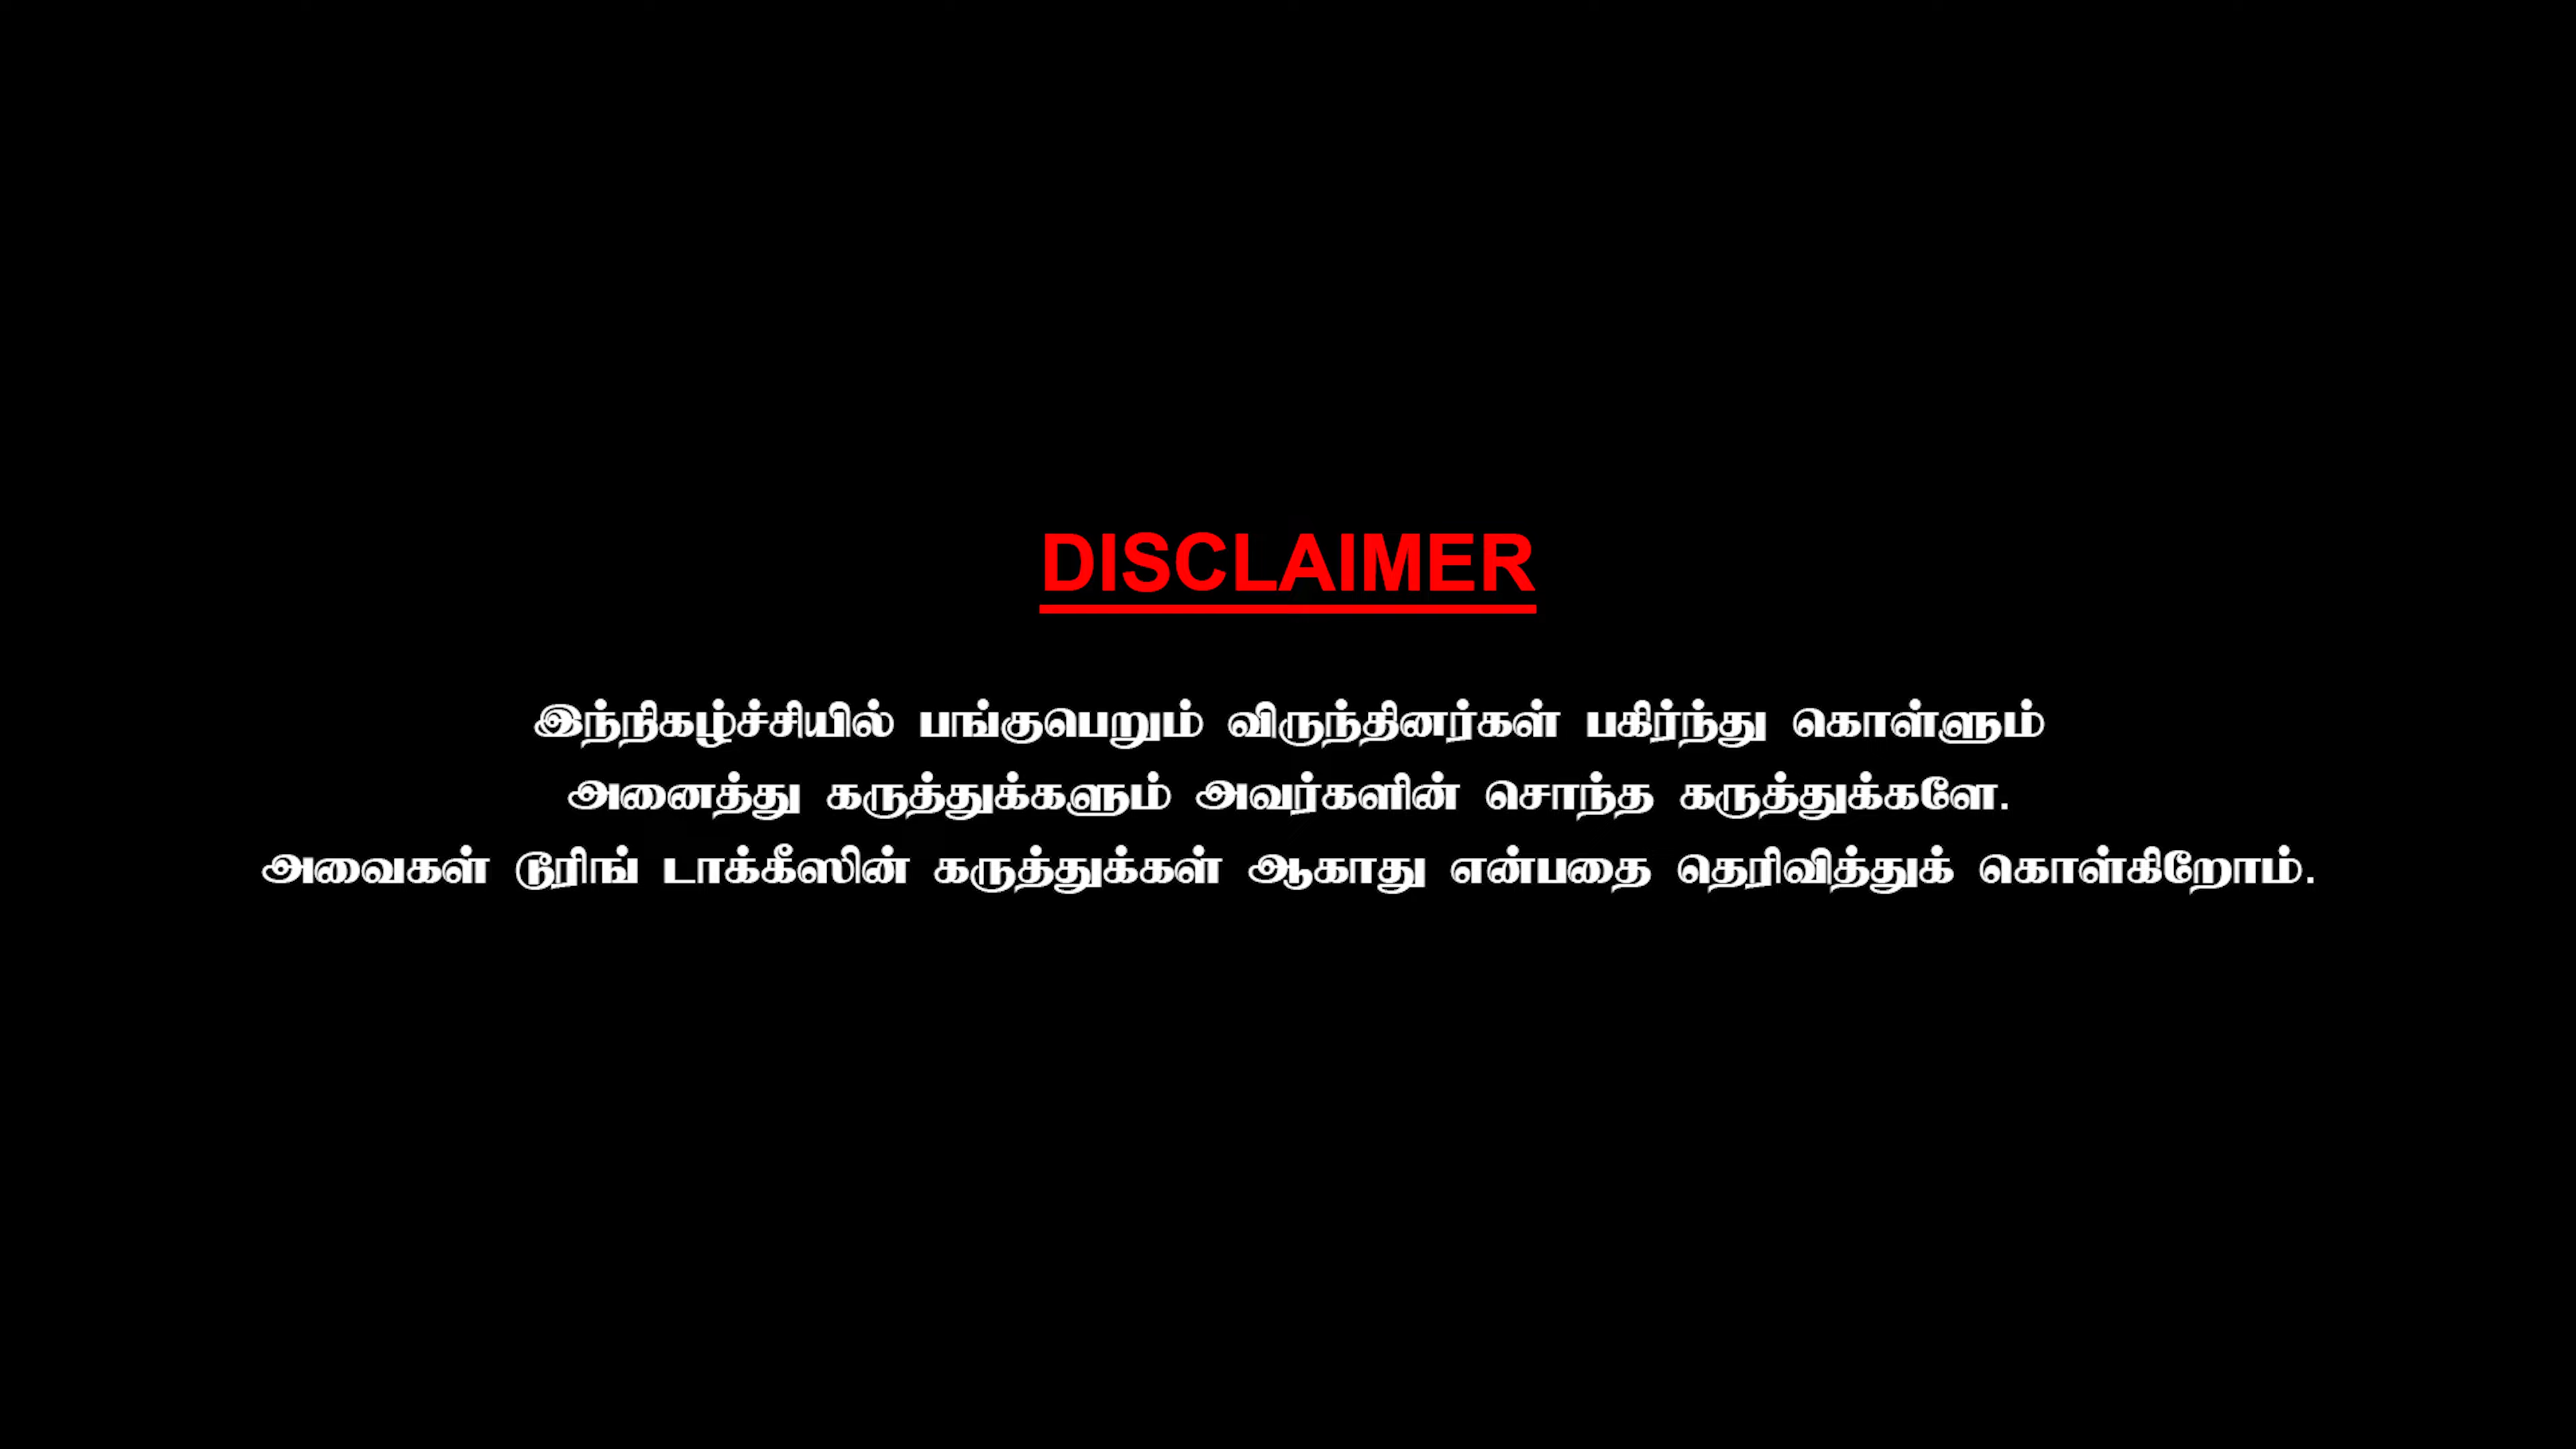 DISCLAIMER
இந்நிகழ்ச்சியில் பங்குபெறும் விருந்தினர்கள் பகிர்ந்து கொள்ளும்
அனைத்து கருத்துக்களும் அவர்களின் சொந்த கருத்துக்களே.
அவைகள் டூரிங் டாக்கீஸின் கருத்துக்கள் ஆகாது என்பதை தெரிவித்துக் கொள்கிறோம்.